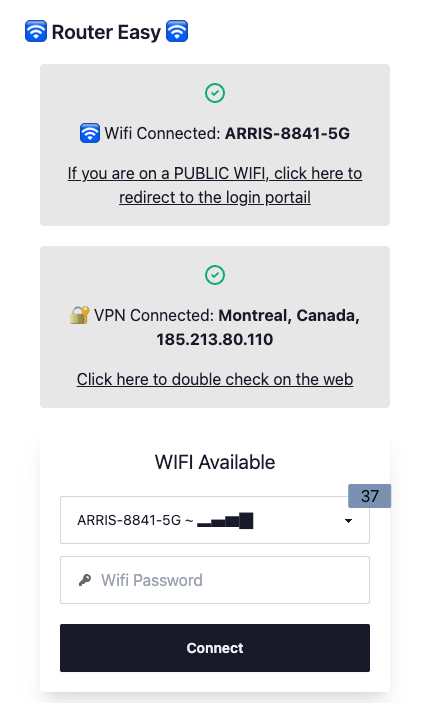 Router Easy
Wifi Connected: ARRIS-8841-5G
If you are on a PUBLIC WIFI, click here to
redirect to the login portail
VPN Connected: Montreal, Canada,
185.213.80.110
Click here to double check on the web
WIFI Available
37
ARRIS-8841-5G ~ ▂▄▆█
Wifi Password
Connect